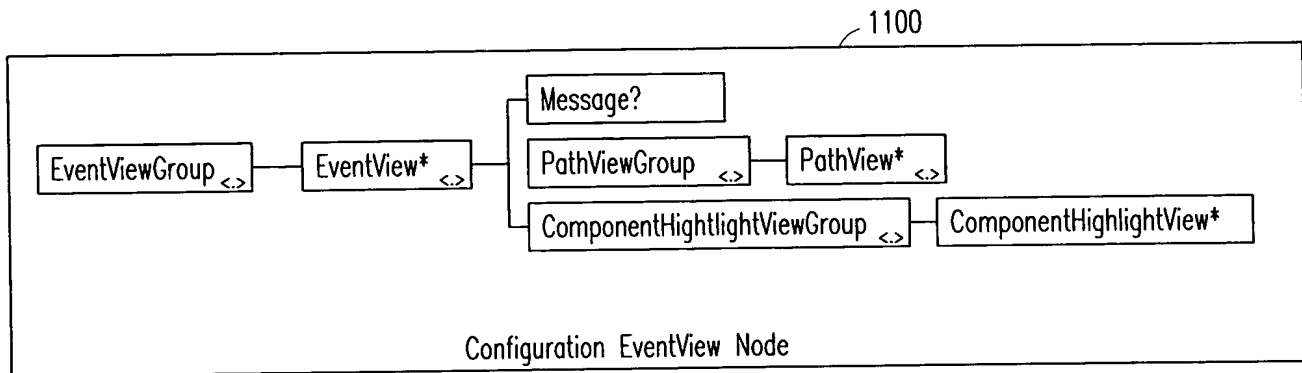 1100
Message?
EventViewGroup <.>
EventView* <.>
PathViewGroup <.>
PathView* <.>
ComponentHightlightViewGroup <.>
ComponentHighlightView*
Configuration EventView Node